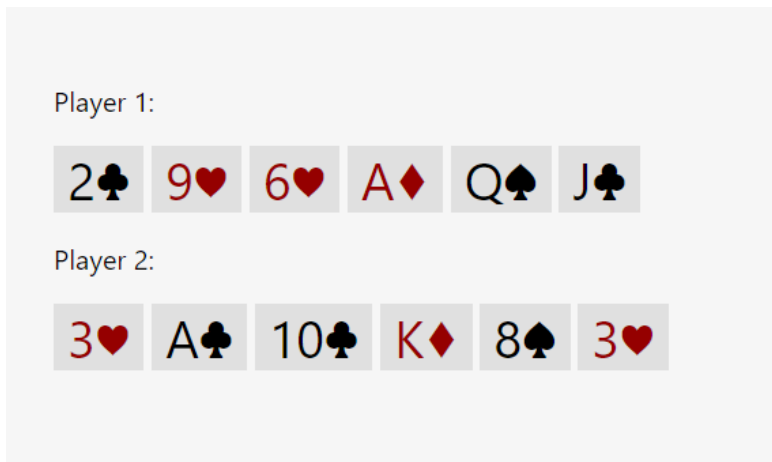 Player 1:
2♣ 9♥ 6♥ A♦ Q♠ J♣
Player 2:
3♥ A♣ 10♣ K♦ 8♠ 3♥